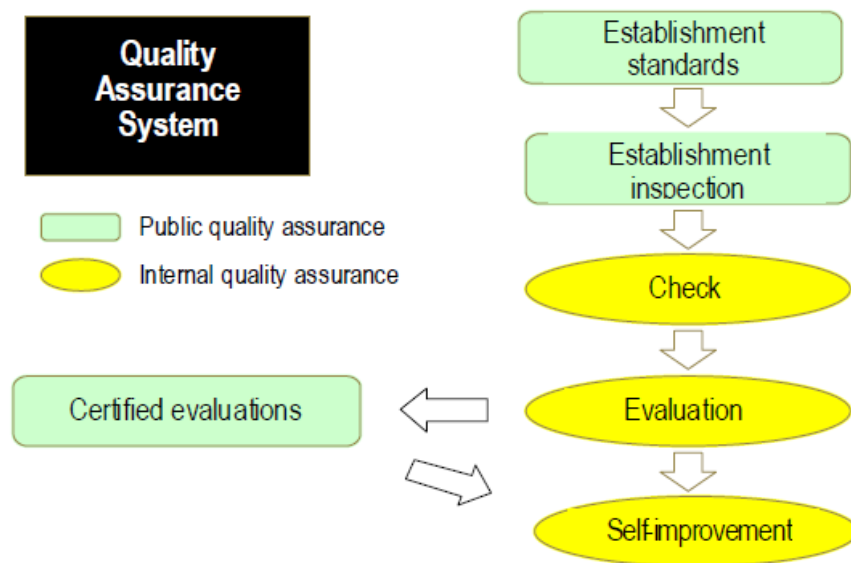 Quality
Assurance
System
Public quality assurance
Internal quality assurance
Establishment
standards
Establishment
inspection
Check
Evaluation
Certified evaluations
Self-improvement